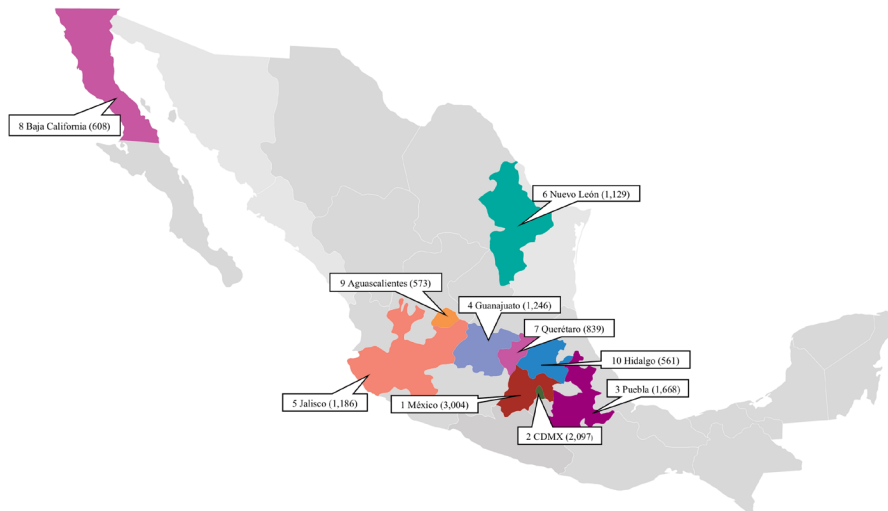 8 Baja California (608)
6 Nuevo León (1,129)
9 Aguascalientes (573)
4 Guanajuato (1,246)
7 Querétaro (839)
10 Hidalgo (561)
3 Puebla (1,668)
5 Jalisco (1,186)
1 México (3,004)
2 CDMX (2,097)